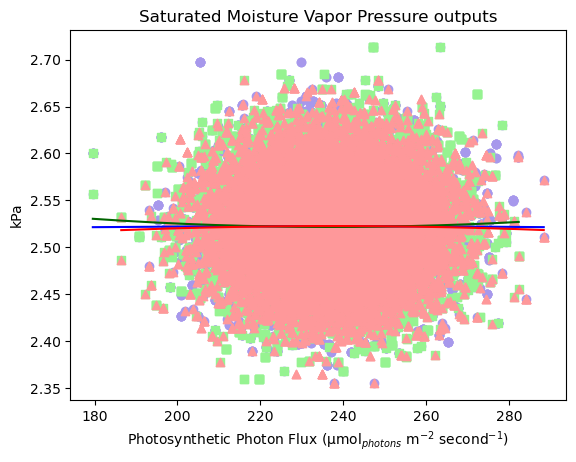 Saturated Moisture Vapor Pressure outputs
2.70
2.65
2.60
2.55
2.50
2.45
2.40
2.35
kPa
180 200 220 240 260 280
Photosynthetic Photon Flux (μmol$_{photons}$ m$^{-2}$ second$^{-1}$)